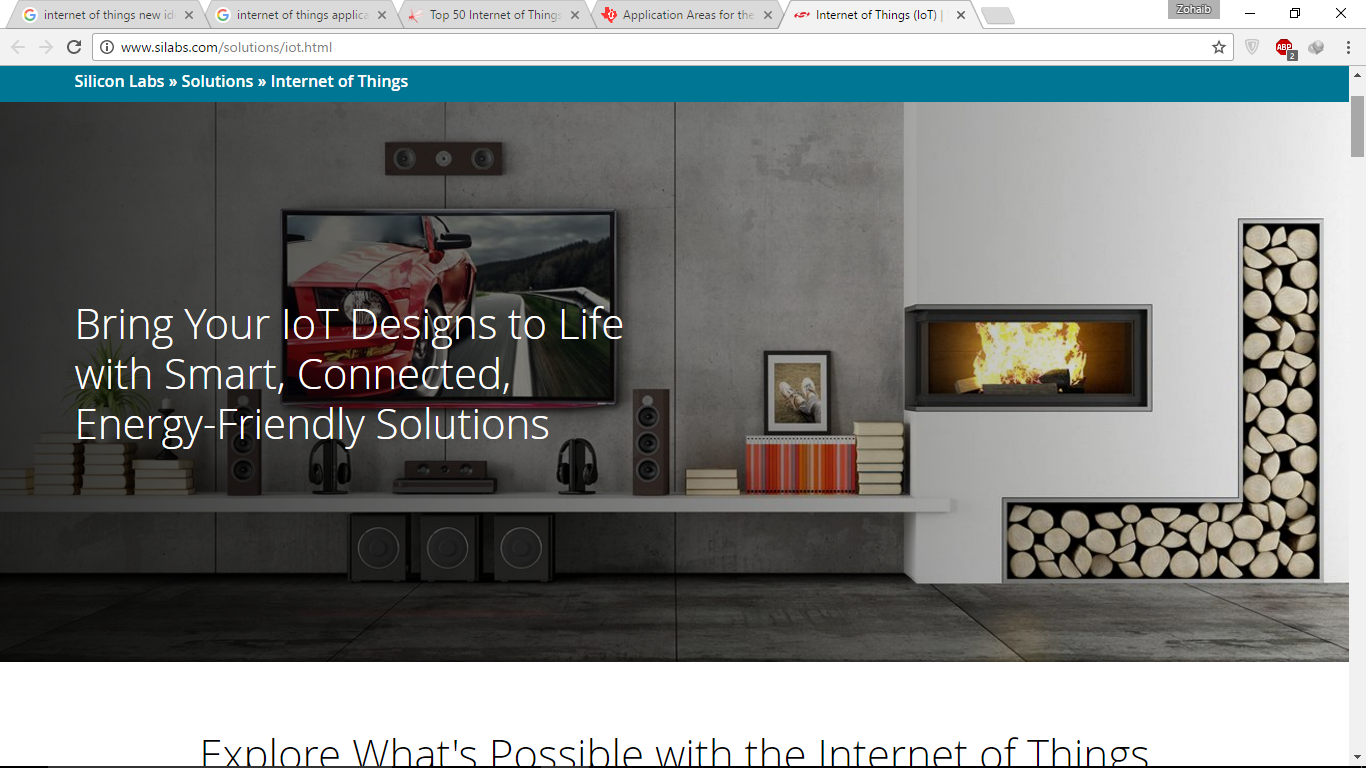 internet of things new id
internet of things applica
Top 50 Internet of Things
Application Areas for the
Internet of Things (IoT) |
Zohaib
www.silabs.com/solutions/iot.html
ABP
2
Silicon Labs » Solutions » Internet of Things
Bring Your IoT Designs to Life
with Smart, Connected,
Energy-Friendly Solutions
Explore What's Possible with the Internet of Things